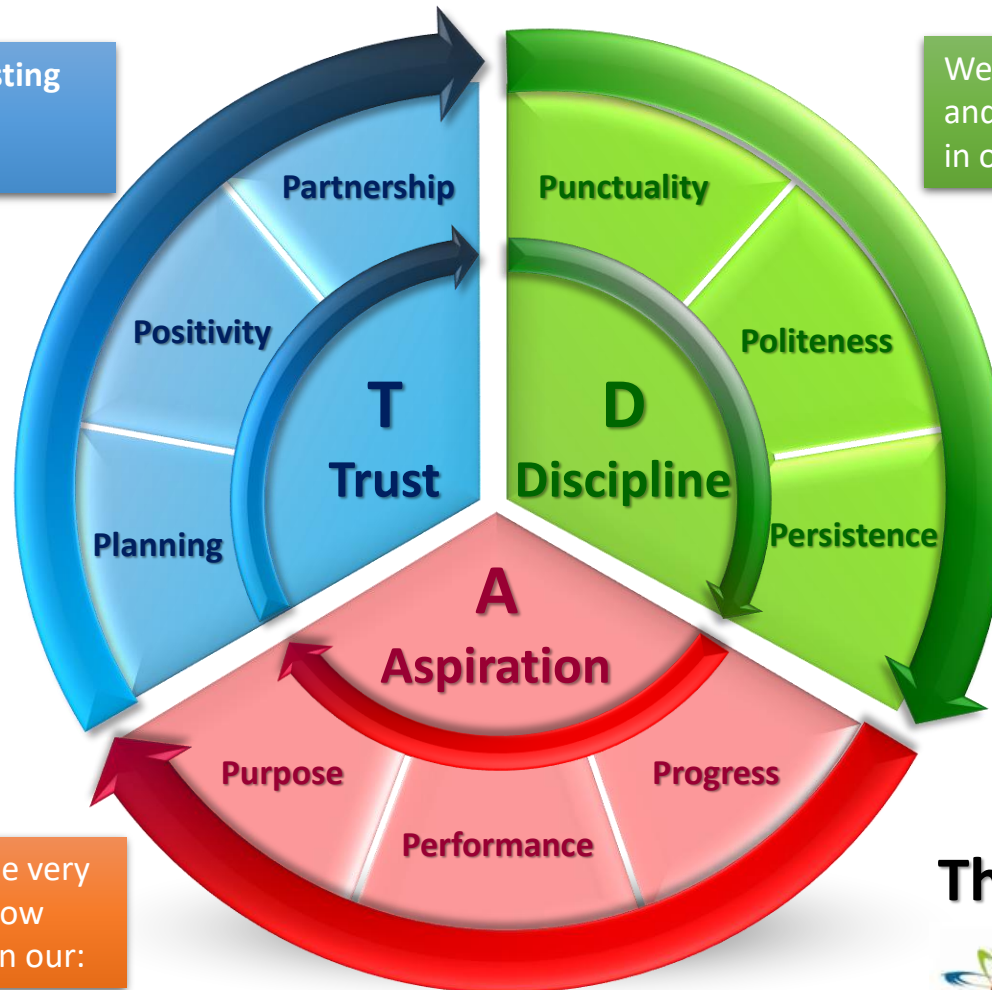 sting
We
and
in c
Partnership
Punctuality
Positivity
Politeness
T
Trust
D
Discipline
Planning
Persistence
A
Aspiration
Purpose
Performance
Progress
e very
ow
n our:
Th